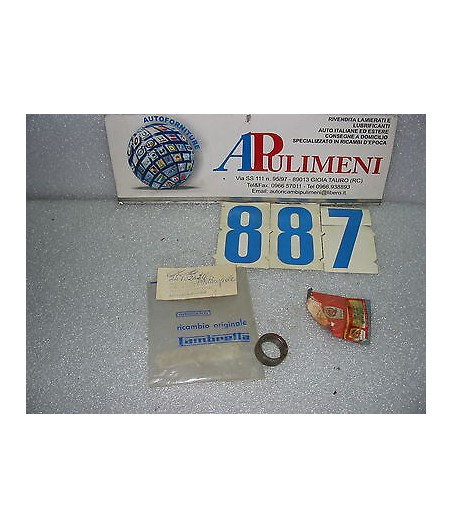 AUTOFORNITURE
RIVENDITA LAMIERATI E
LUBRIFICANTI
AUTO ITALIANE ED ESTERE
CONSEGNE A DOMICILIO
SPECIALIZZATO IN RICAMBI D'EPOCA
APULIMENI
Via SS 111 n. 95/97 - 89013 GIOIA TAURO (RC)
Tel&Fax. 0966 57011 - Tel 0966 938893
Email: autoricambipulimeni@libero.it
887
ricambio originale
Lambretta